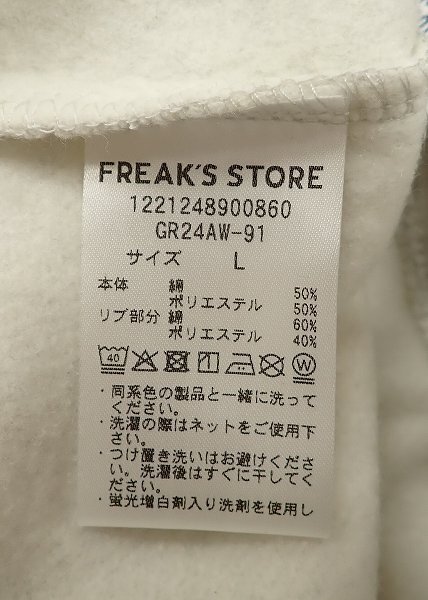 FREAK'S STORE
1221248900860
GR24AW-91
サイズ L
本体 綿 50%
ポリエステル 50%
リブ部分 綿 60%
ポリエステル 40%
40 W
・同系色の製品と一緒に洗って
ください。
・洗濯の際はネットをご使用下
さい。
・つけ置き洗いはお避けくださ
い。洗濯後はすぐに干してく
ださい。
・蛍光増白剤入り洗剤を使用し